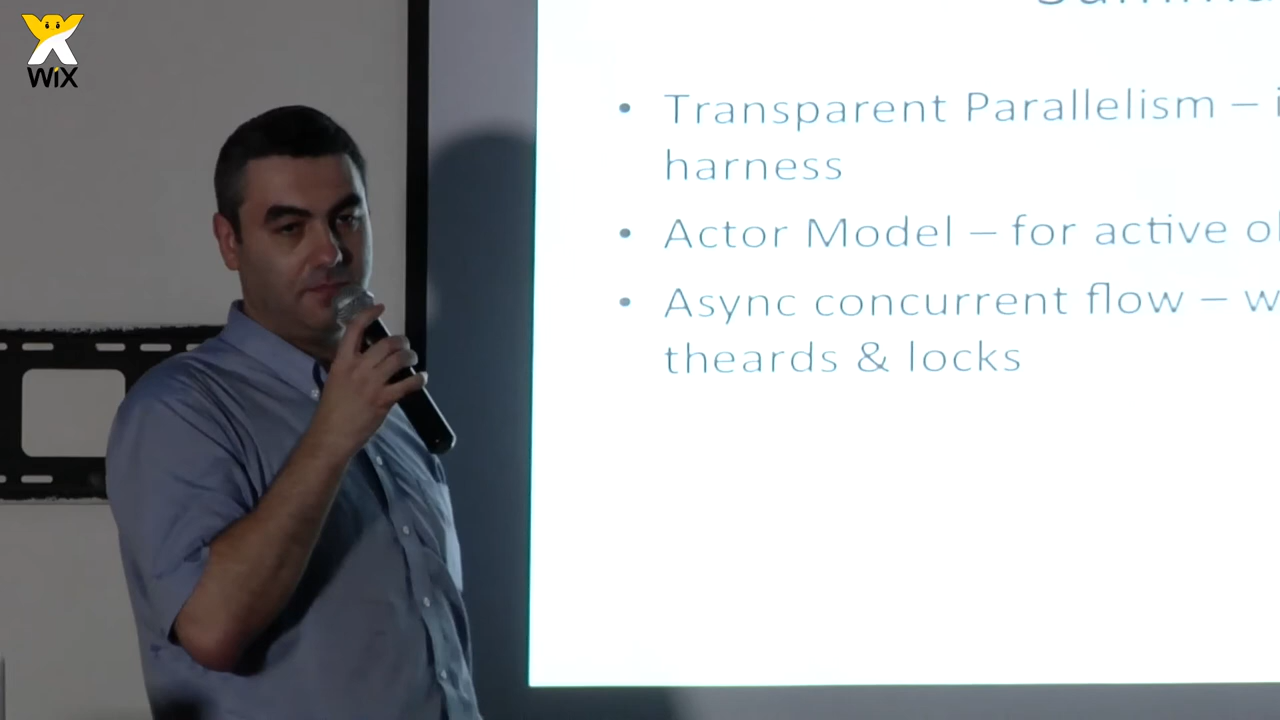 WiX
Transparent Parallelism –
harness
Actor Model – for active
Async concurrent flow –
theards & locks